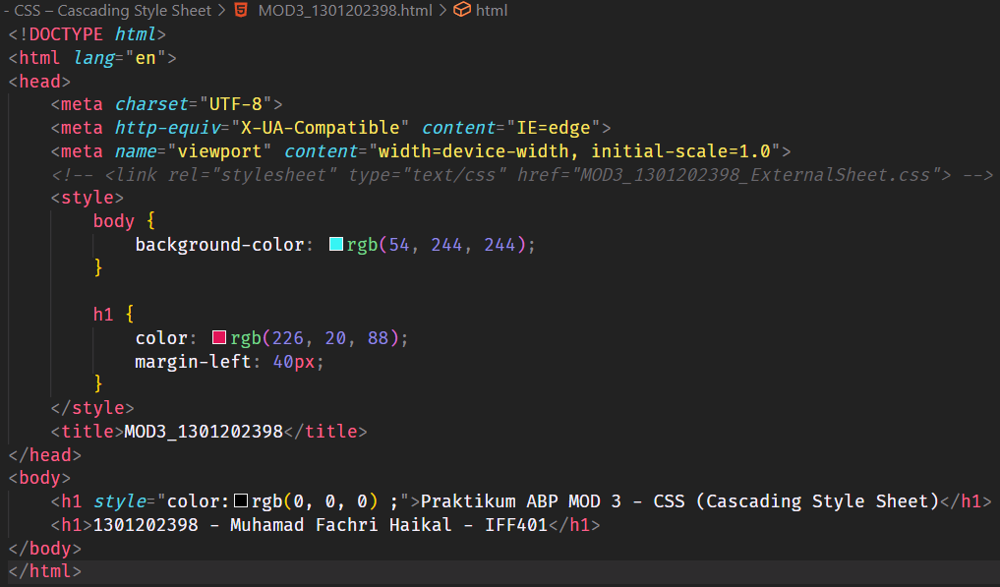 - CSS – Cascading Style Sheet > MOD3_1301202398.html > html
<!DOCTYPE html>
<html lang="en">
<head>
    <meta charset="UTF-8">
    <meta http-equiv="X-UA-Compatible" content="IE=edge">
    <meta name="viewport" content="width=device-width, initial-scale=1.0">
    <!-- <link rel="stylesheet" type="text/css" href="MOD3_1301202398_ExternalSheet.css"> -->
    <style>
        body {
            background-color: rgb(54, 244, 244);
        }
        h1 {
            color: rgb(226, 20, 88);
            margin-left: 40px;
        }
    </style>
    <title>MOD3_1301202398</title>
</head>
<body>
    <h1 style="color:rgb(0, 0, 0) ;">Praktikum ABP MOD 3 - CSS (Cascading Style Sheet)</h1>
    <h1>1301202398 - Muhamad Fachri Haikal - IFF401</h1>
</body>
</html>